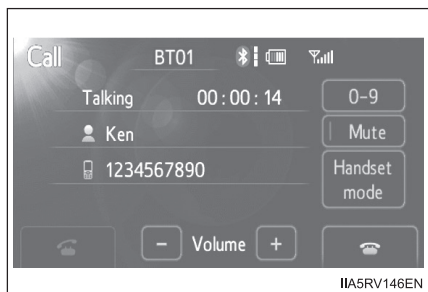 Call BT01
Talking 00:00:14 0-9
Ken Mute
1234567890 Handset mode
- Volume +
IIA5RV146EN